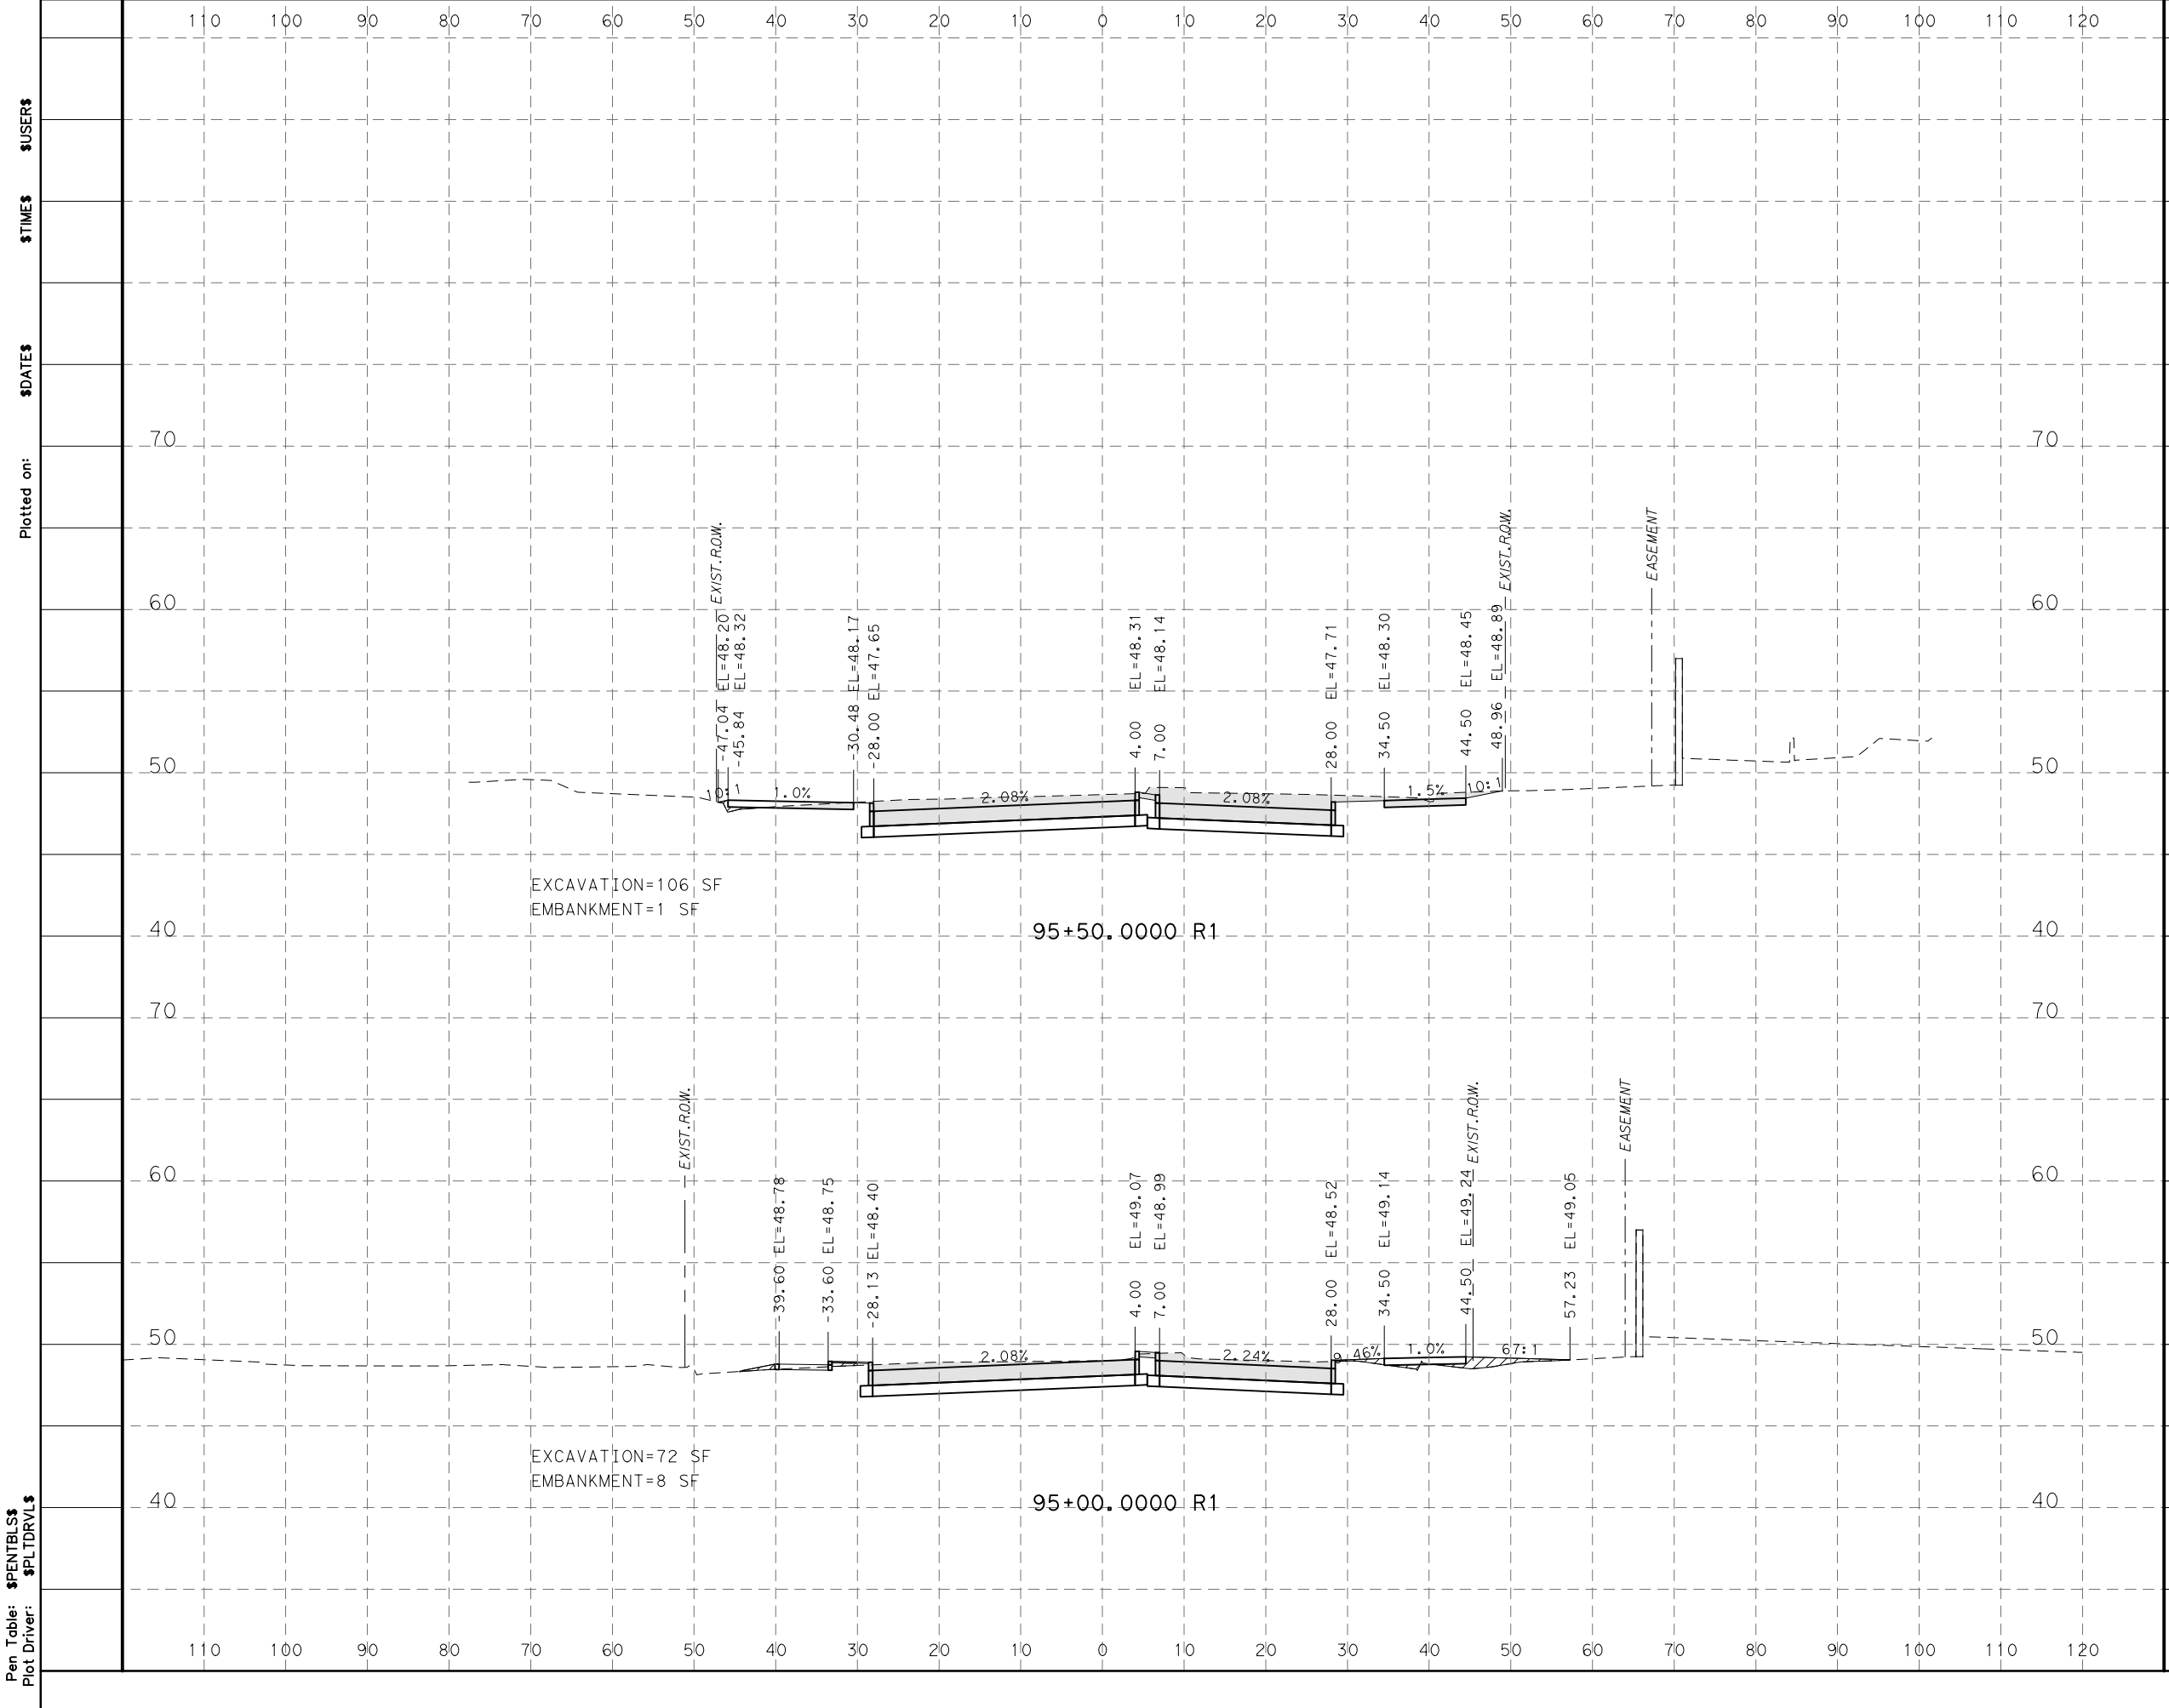 110 100 90 80 70 60 50 40 30 20 10 0 10 20 30 40 50 60 70 80 90 100 110 120
$USER$
$TIME$
$DATE$
Plotted on:
70 70
EXIST.R.O.W.
EXIST.R.O.W.
EASEMENT
60 60
-47.04 EL=48.20
-45.84 EL=48.32
-30.48 EL=48.17
-28.00 EL=47.65
4.00 EL=48.31
7.00 EL=48.14
28.00 EL=47.71
34.50 EL=48.30
44.50 EL=48.45
48.96 EL=48.89
50 50
10:1 1.0% 2.08% 2.08% 1.5% 10:1
EXCAVATION=106 SF
EMBANKMENT=1 SF
40 40
95+50.0000 R1
70 70
EXIST.R.O.W.
EXIST.R.O.W.
EASEMENT
60 60
-39.60 EL=48.78
-33.60 EL=48.75
-28.13 EL=48.40
4.00 EL=49.07
7.00 EL=48.99
28.00 EL=48.52
34.50 EL=49.14
44.50 EL=49.24
57.23 EL=49.05
50 50
2.08% 2.24% 9.46% 1.0% 67:1
EXCAVATION=72 SF
EMBANKMENT=8 SF
40 40
95+00.0000 R1
110 100 90 80 70 60 50 40 30 20 10 0 10 20 30 40 50 60 70 80 90 100 110 120
Pen Table: $PENTBLS$
Plot Driver: $PLTDRVL$